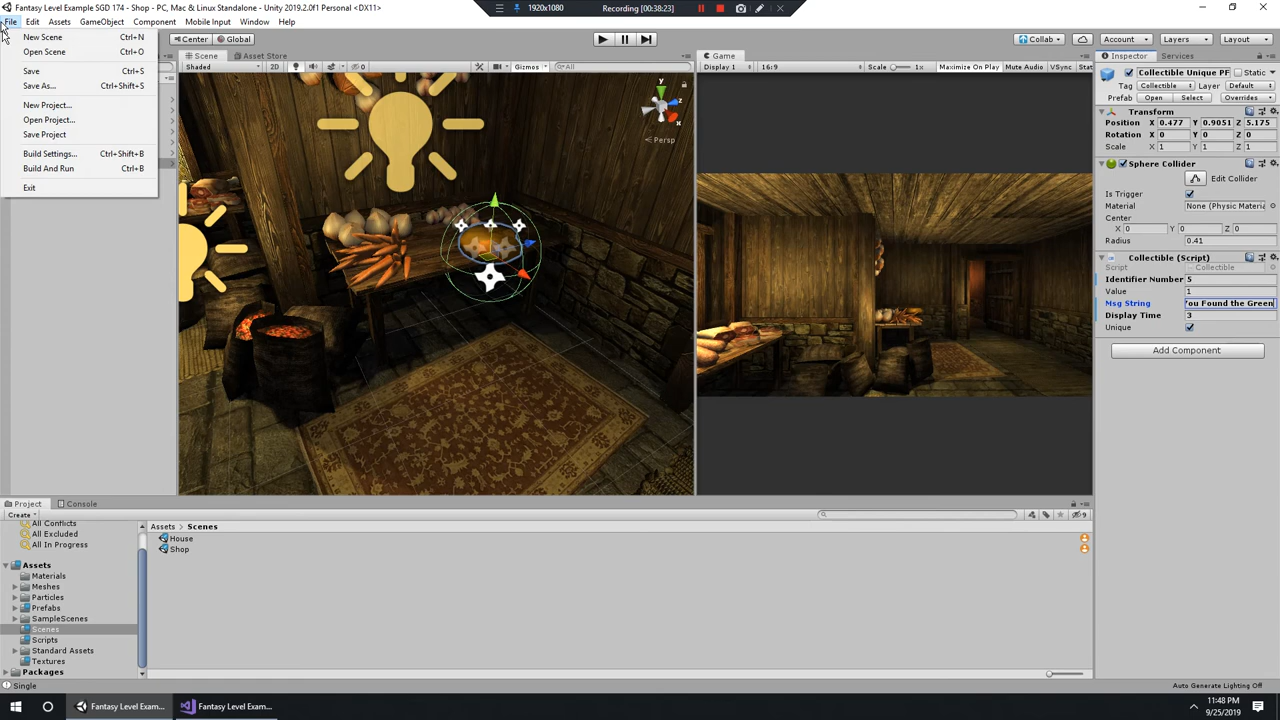 Fantasy Level Example SGD 174 - Shop - PC, Mac & Linux Standalone - Unity 2019.2.0f1 Personal <DX11>
1920x1080
Recording [00:38:23]
File Edit Assets GameObject Component Mobile Input Window Help
New Scene Ctrl+N
Open Scene Ctrl+O
Save Ctrl+S
Save As... Ctrl+Shift+S
New Project...
Open Project...
Save Project
Build Settings... Ctrl+Shift+B
Build And Run Ctrl+B
Exit
Center Global
Collab Account Layers Layout
Scene Asset Store
Shaded 2D 0 Gizmos All
y
z
x
Persp
Game
Display 1 16:9 Scale 1x Maximize On Play Mute Audio VSync
Inspector Services
Collectible Unique PF Static
Tag Collectible Layer Default
Prefab Open Select Overrides
Transform
Position X 0.477 Y 0.9051 Z 5.175
Rotation X 0 Y 0 Z 0
Scale X 1 Y 1 Z 1
Sphere Collider
Edit Collider
Is Trigger
Material None (Physic Materia
Center
X 0 Y 0 Z 0
Radius 0.41
Collectible (Script)
Script Collectible
Identifier Number 5
Value 1
Msg String You Found the Green
Display Time 3
Unique
Add Component
Project Console
Create 9
All Conflicts
All Excluded
All In Progress
Assets
Materials
Meshes
Particles
Prefabs
SampleScenes
Scenes
Scripts
Standard Assets
Textures
Packages
Assets > Scenes
House
Shop
Single
Auto Generate Lighting Off
Fantasy Level Exam...
Fantasy Level Exam...
11:48 PM
9/25/2019